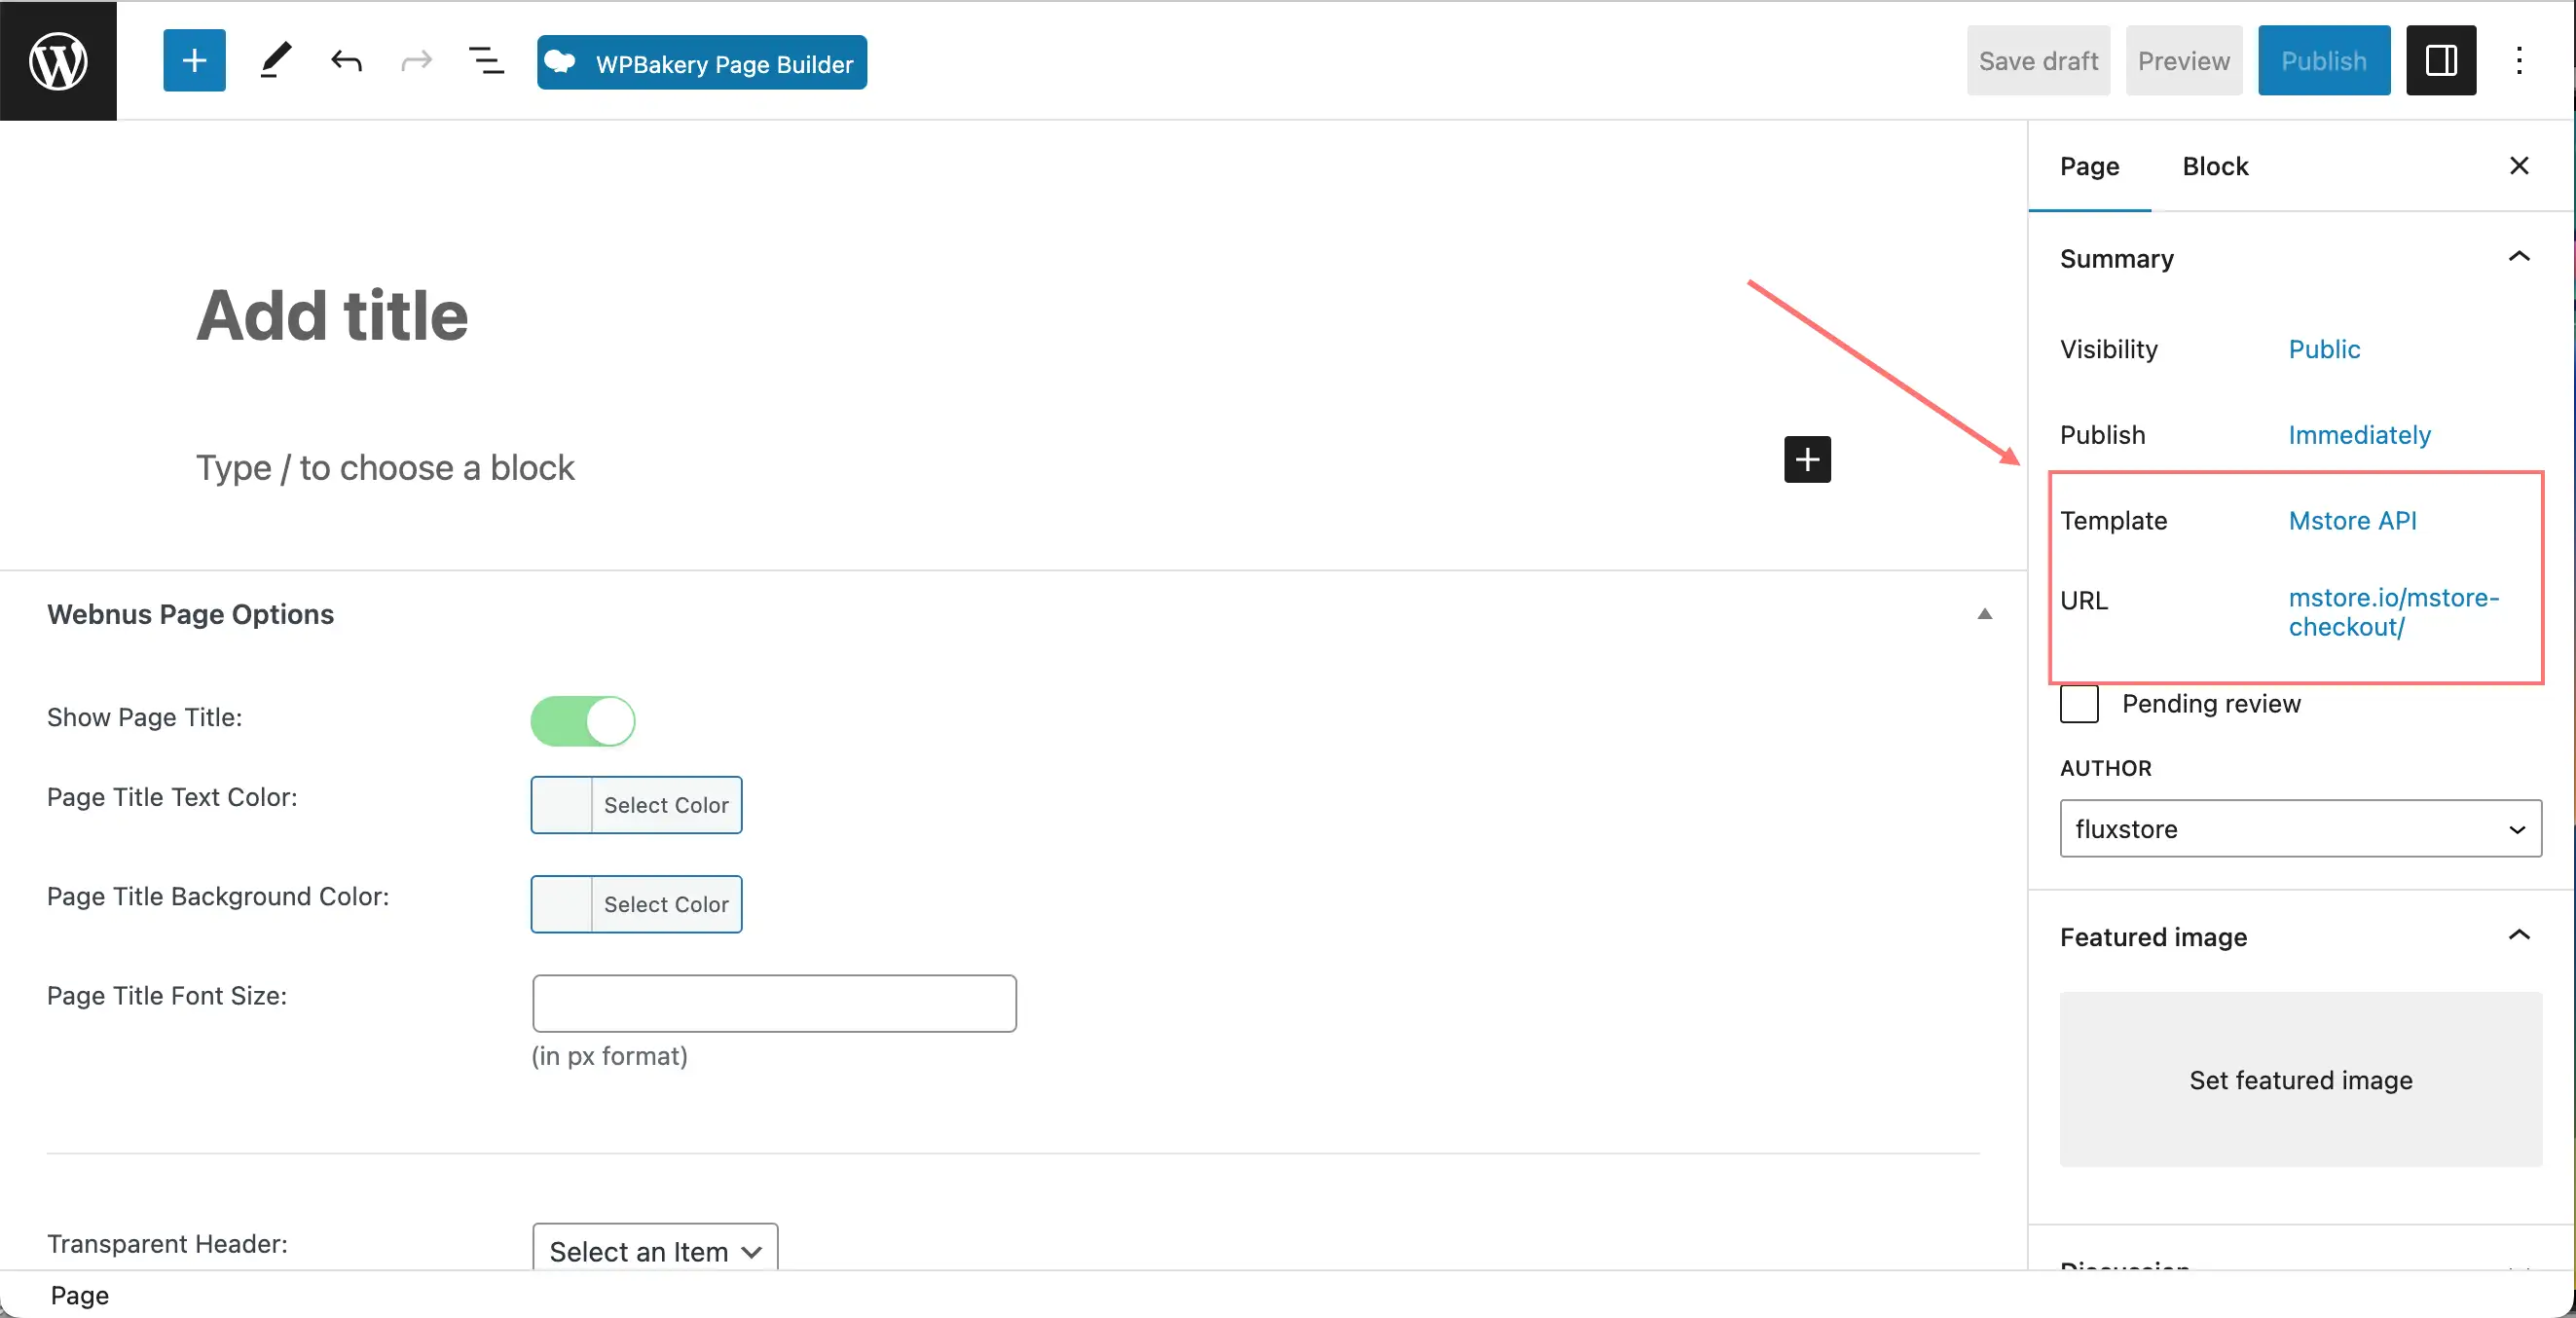 WPBakery Page Builder
Save draft
Preview
Publish
Page
Block
Summary
Add title
Visibility
Public
Type / to choose a block
Publish
Immediately
Template
Mstore API
URL
mstore.io/mstore-
checkout/
Webnus Page Options
Pending review
Show Page Title:
AUTHOR
Page Title Text Color:
Select Color
fluxstore
Page Title Background Color:
Select Color
Featured image
Page Title Font Size:
(in px format)
Set featured image
Transparent Header:
Select an Item
Discussion
Page